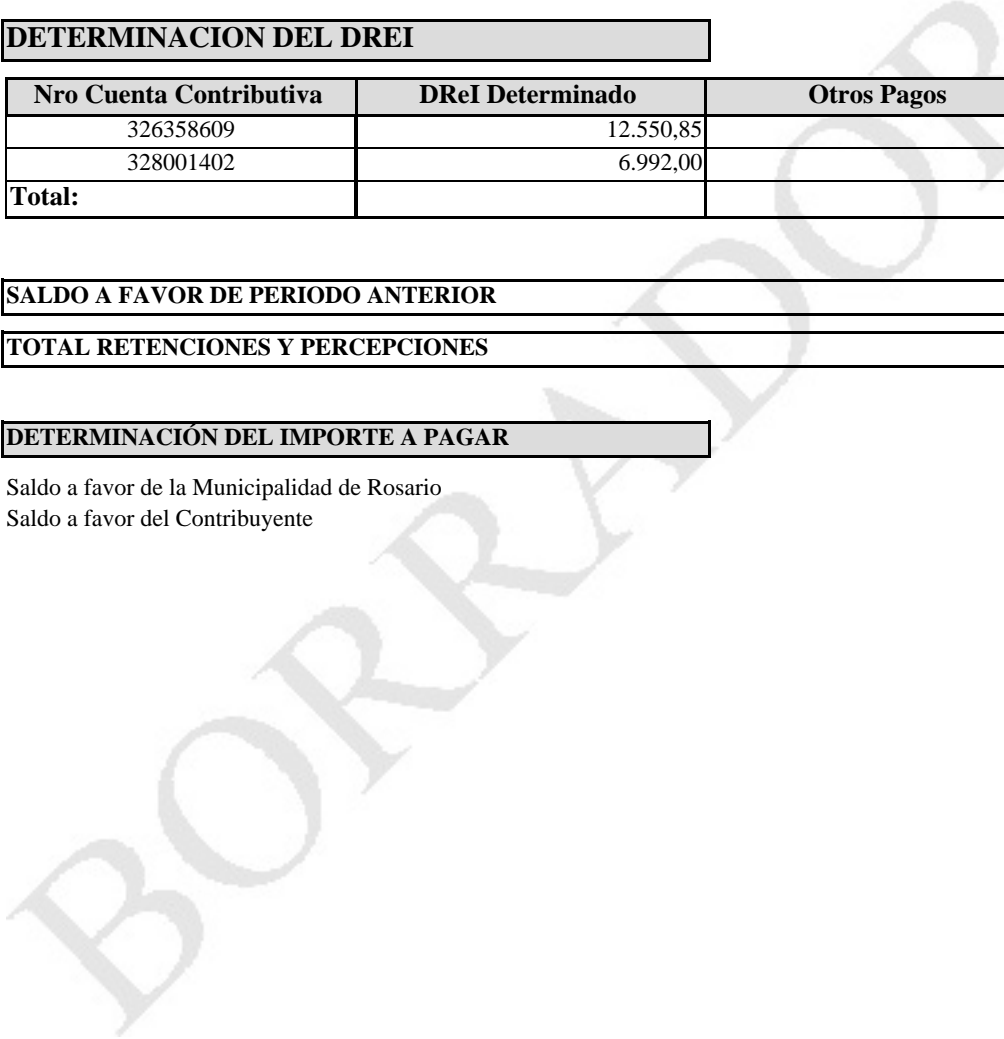 DETERMINACION DEL DREI
Nro Cuenta Contributiva DReI Determinado Otros Pagos
326358609 12.550,85
328001402 6.992,00
Total:
SALDO A FAVOR DE PERIODO ANTERIOR
TOTAL RETENCIONES Y PERCEPCIONES
DETERMINACIÓN DEL IMPORTE A PAGAR
Saldo a favor de la Municipalidad de Rosario
Saldo a favor del Contribuyente
BORRADOR